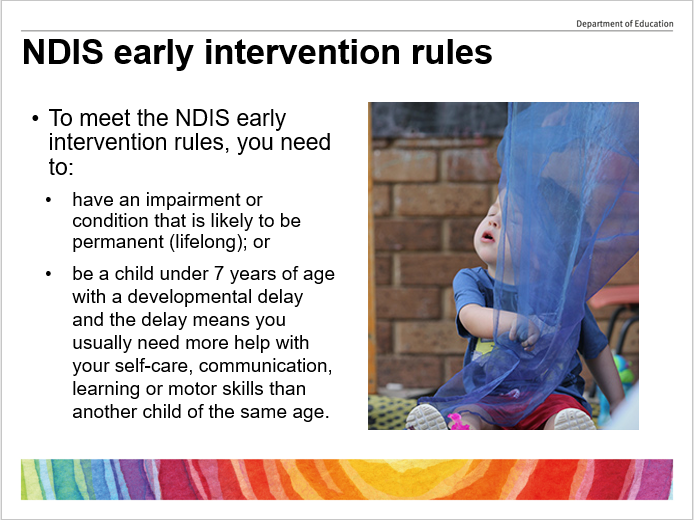 Department of Education
NDIS early intervention rules
• To meet the NDIS early
intervention rules, you need
to:
• have an impairment or
condition that is likely to be
permanent (lifelong); or
• be a child under 7 years of age
with a developmental delay
and the delay means you
usually need more help with
your self-care, communication,
learning or motor skills than
another child of the same age.